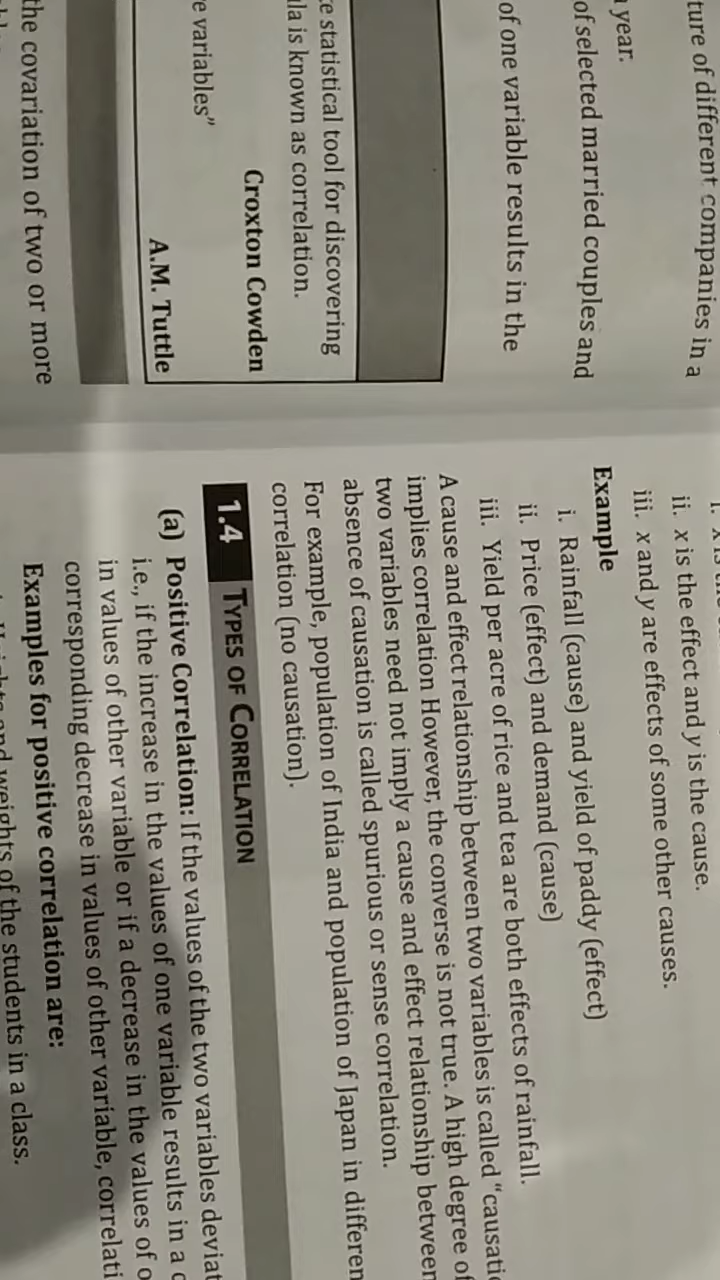 ture of different companies in a
year.
of selected married couples and
of one variable results in the
statistical tool for discovering
is known as correlation.
Croxton Cowden
variables"
A.M. Tuttle
the covariation of two or more
ii. x is the effect and y is the cause.
iii. x and y are effects of some other causes.
Example
i. Rainfall (cause) and yield of paddy (effect)
ii. Price (effect) and demand (cause)
iii. Yield per acre of rice and tea are both effects of rainfall.
A cause and effect relationship between two variables is called "causati
implies correlation However, the converse is not true. A high degree of
two variables need not imply a cause and effect relationship between
absence of causation is called spurious or sense correlation.
For example, population of India and population of Japan in differen
correlation (no causation).
1.4 TYPES OF CORRELATION
(a) Positive Correlation: If the values of the two variables deviat
i.e., if the increase in the values of one variable results in a
in values of other variable or if a decrease in the values of o
corresponding decrease in values of other variable, correlati
Examples for positive correlation are:
and weights of the students in a class.